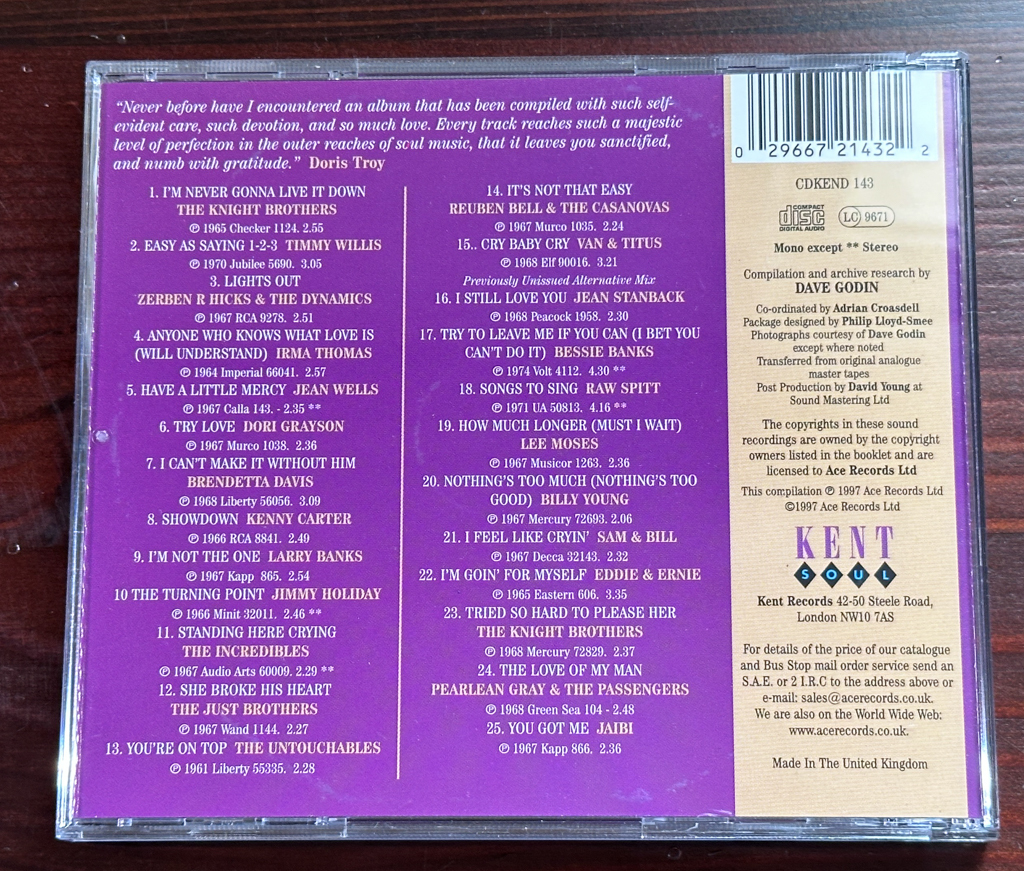 “Never before have I encountered an album that has been compiled with such self-
evident care, such devotion, and so much love. Every track reaches such a majestic
level of perfection in the outer reaches of soul music, that it leaves you sanctified,
and numb with gratitude.” Doris Troy
1. I'M NEVER GONNA LIVE IT DOWN
THE KNIGHT BROTHERS
℗ 1965 Checker 1124. 2.55
2. EASY AS SAYING 1-2-3 TIMMY WILLIS
℗ 1970 Jubilee 5690. 3.05
3. LIGHTS OUT
ZERBEN R HICKS & THE DYNAMICS
℗ 1967 RCA 9278. 2.51
4. ANYONE WHO KNOWS WHAT LOVE IS
(WILL UNDERSTAND) IRMA THOMAS
℗ 1964 Imperial 66041. 2.57
5. HAVE A LITTLE MERCY JEAN WELLS
℗ 1967 Calla 143. - 2.35 **
6. TRY LOVE DORI GRAYSON
℗ 1967 Murco 1038. 2.36
7. I CAN'T MAKE IT WITHOUT HIM
BRENDETTA DAVIS
℗ 1968 Liberty 56056. 3.09
8. SHOWDOWN KENNY CARTER
℗ 1966 RCA 8841. 2.49
9. I'M NOT THE ONE LARRY BANKS
℗ 1967 Kapp 865. 2.54
10 THE TURNING POINT JIMMY HOLIDAY
℗ 1966 Minit 32011. 2.46 **
11. STANDING HERE CRYING
THE INCREDIBLES
℗ 1967 Audio Arts 60009. 2.29 **
12. SHE BROKE HIS HEART
THE JUST BROTHERS
℗ 1967 Wand 1144. 2.27
13. YOU'RE ON TOP THE UNTOUCHABLES
℗ 1961 Liberty 55335. 2.28
14. IT'S NOT THAT EASY
REUBEN BELL & THE CASANOVAS
℗ 1967 Murco 1035. 2.24
15.. CRY BABY CRY VAN & TITUS
℗ 1968 Elf 90016. 3.21
Previously Unissued Alternative Mix
16. I STILL LOVE YOU JEAN STANBACK
℗ 1968 Peacock 1958. 2.30
17. TRY TO LEAVE ME IF YOU CAN (I BET YOU
CAN'T DO IT) BESSIE BANKS
℗ 1974 Volt 4112. 4.30 **
18. SONGS TO SING RAW SPITT
℗ 1971 UA 50813. 4.16 **
19. HOW MUCH LONGER (MUST I WAIT)
LEE MOSES
℗ 1967 Musicor 1263. 2.36
20. NOTHING'S TOO MUCH (NOTHING'S TOO
GOOD) BILLY YOUNG
℗ 1967 Mercury 72693. 2.06
21. I FEEL LIKE CRYIN' SAM & BILL
℗ 1967 Decca 32143. 2.32
22. I'M GOIN' FOR MYSELF EDDIE & ERNIE
℗ 1965 Eastern 606. 3.35
23. TRIED SO HARD TO PLEASE HER
THE KNIGHT BROTHERS
℗ 1968 Mercury 72829. 2.37
24. THE LOVE OF MY MAN
PEARLEAN GRAY & THE PASSENGERS
℗ 1968 Green Sea 104 - 2.48
25. YOU GOT ME JAIBI
℗ 1967 Kapp 866. 2.36
0 29667 21432 2
CDKEND 143
COMPACT
disc
DIGITAL AUDIO
LC 9671
Mono except ** Stereo
Compilation and archive research by
DAVE GODIN
Co-ordinated by Adrian Croasdell
Package designed by Philip Lloyd-Smee
Photographs courtesy of Dave Godin
except where noted
Transferred from original analogue
master tapes
Post Production by David Young at
Sound Mastering Ltd
The copyrights in these sound
recordings are owned by the copyright
owners listed in the booklet and are
licensed to Ace Records Ltd
This compilation ℗ 1997 Ace Records Ltd
©1997 Ace Records Ltd
KENT
SOUL
Kent Records 42-50 Steele Road,
London NW10 7AS
For details of the price of our catalogue
and Bus Stop mail order service send an
S.A.E. or 2 I.R.C to the address above or
e-mail: sales@acerecords.co.uk.
We are also on the World Wide Web:
www.acerecords.co.uk.
Made In The United Kingdom